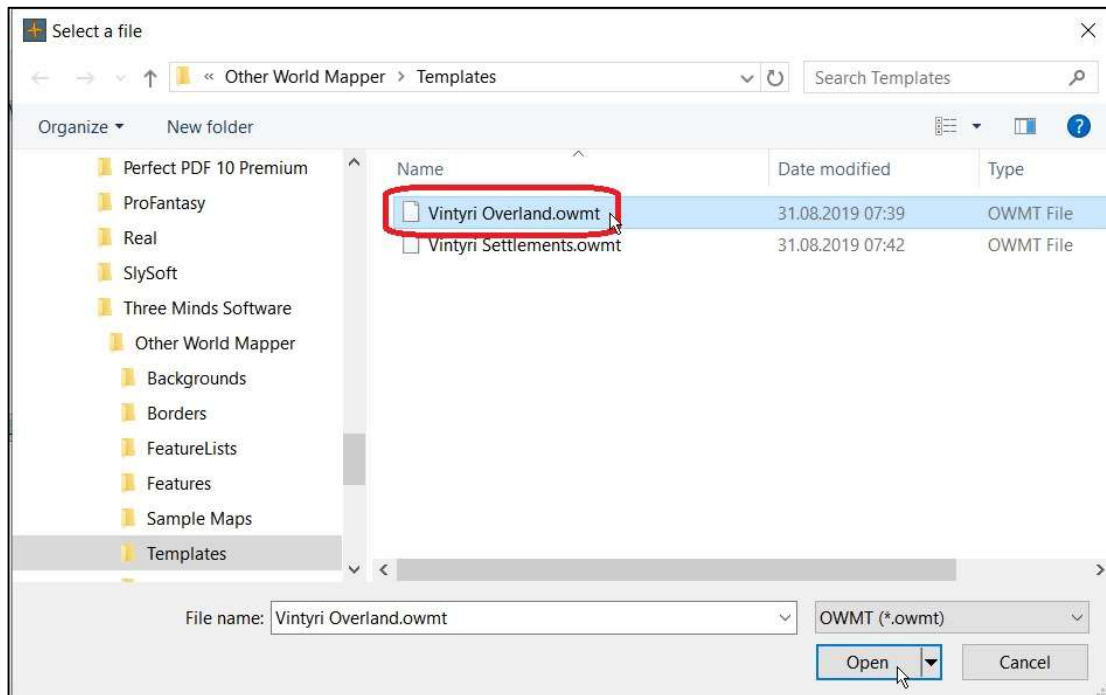 Select a file
« Other World Mapper > Templates
Search Templates
Organize
New folder
Perfect PDF 10 Premium
ProFantasy
Real
SlySoft
Three Minds Software
Other World Mapper
Backgrounds
Borders
FeatureLists
Features
Sample Maps
Templates
Name Date modified Type
Vintyri Overland.owmt 31.08.2019 07:39 OWMT File
Vintyri Settlements.owmt 31.08.2019 07:42 OWMT File
File name: Vintyri Overland.owmt
OWMT (*.owmt)
Open
Cancel